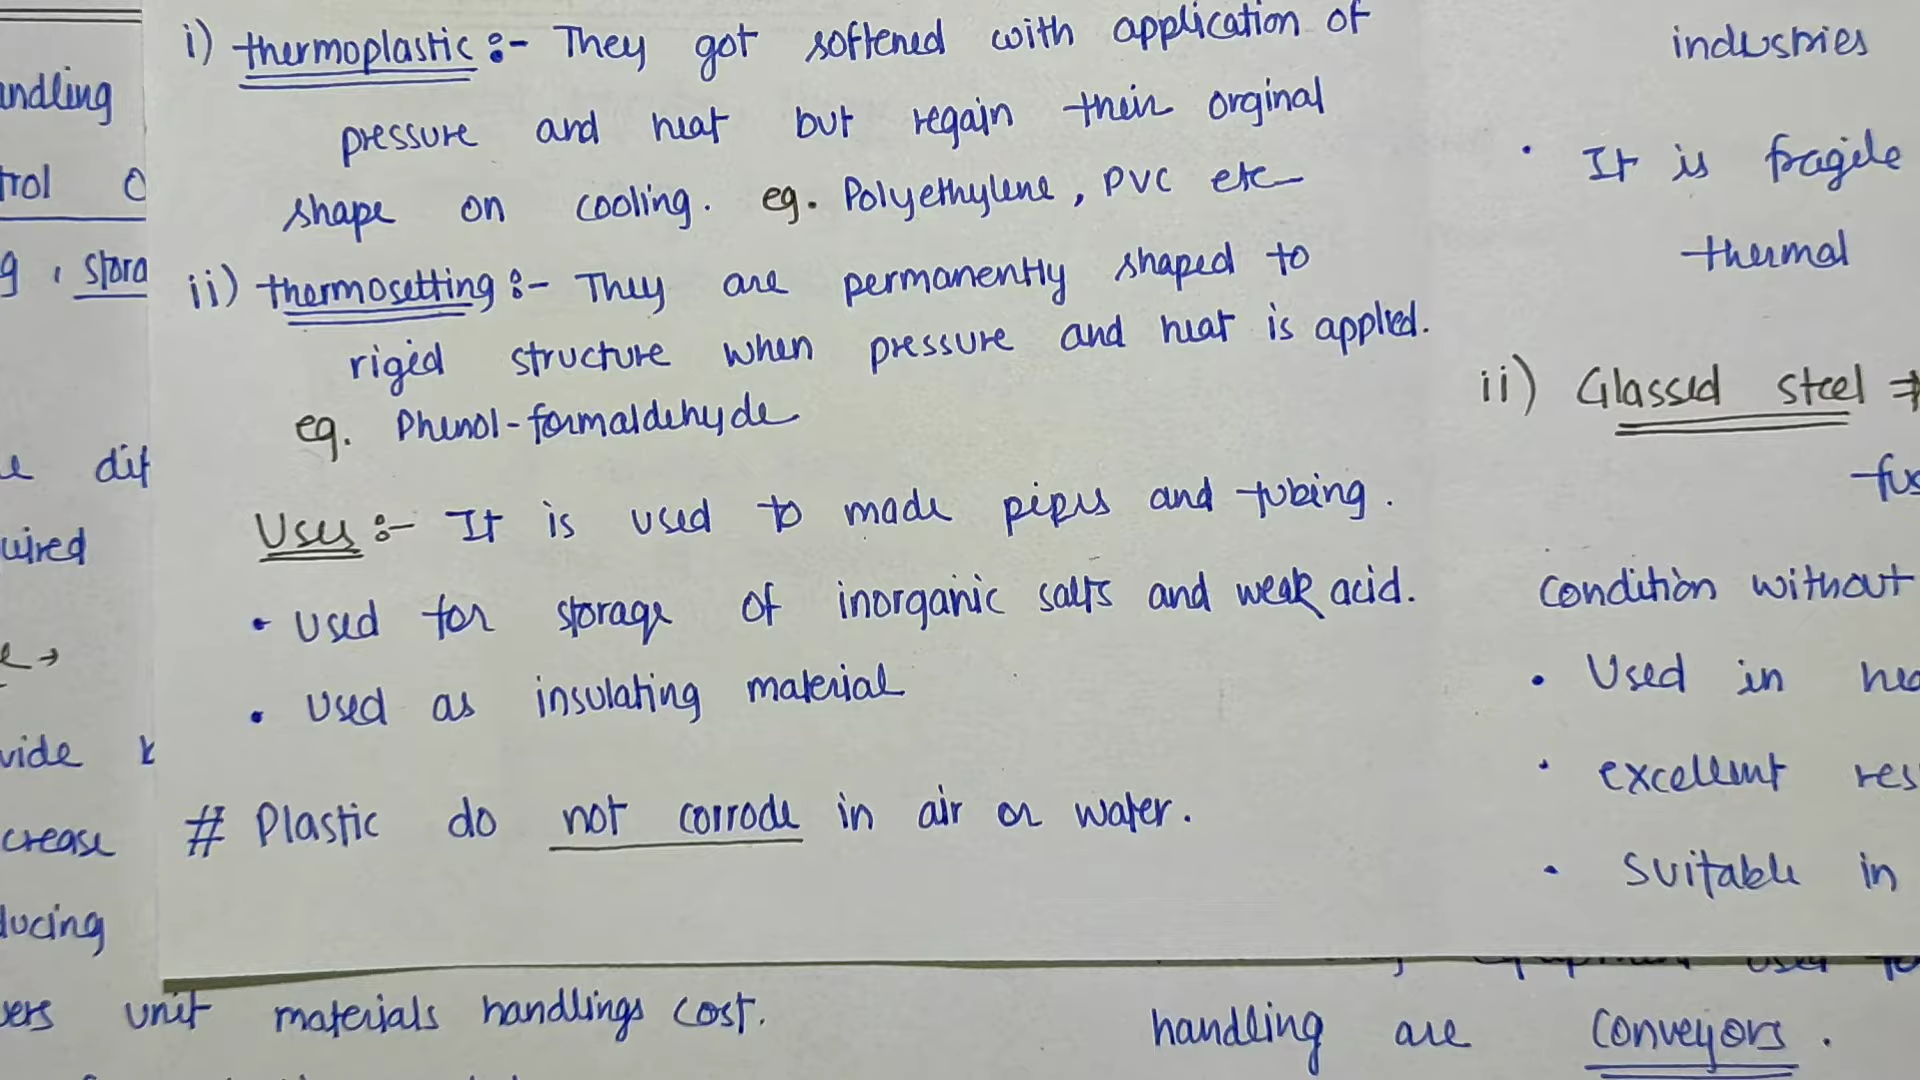 i) thermoplastic :- They got softened with application of
pressure and heat but regain their orginal
shape on cooling. eg. Polyethylene, PVC etc
ii) thermosetting :- They are permanently shaped to
rigid structure when pressure and heat is applied.
eg. Phenol-formaldehyde
Uses :- It is used to made pipes and tubing.
• used for storage of inorganic salts and weak acid.
• used as insulating material
# Plastic do not corrode in air or water.
industries
• It is fragile
thermal
ii) Glassed steel ⇒
condition without
• Used in
• excellent
• suitable in
unit materials handlings cost.
handling are conveyors.